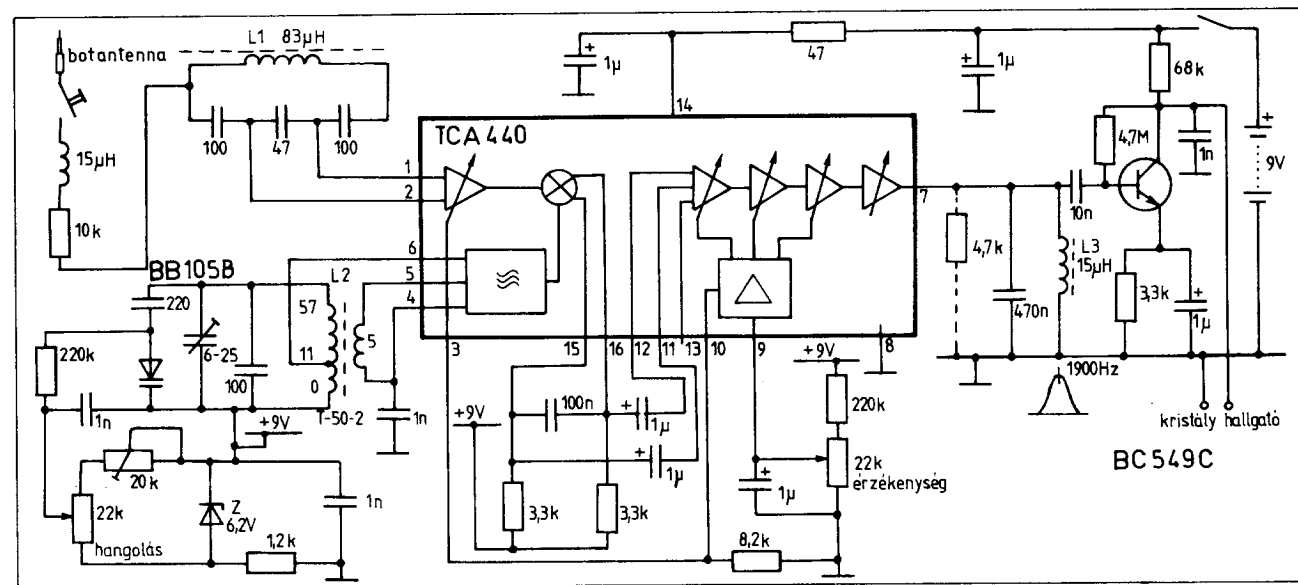 L1 83µH
botantenna
15µH
10k
100
47
100
47
1µ
1µ
68k
14
TCA 440
1
2
6
5
4
7
4,7M
1n
10n
+
9V
4,7k
470n
L3
15µH
3,3k
1µ
BB105B
220
220k
6-25
100
1n
L2
57
11
0
5
T-50-2
1n
3
15
16
12
11
13
10
9
8
+9V
100n
+9V
1µ
1µ
3,3k
3,3k
220k
22k
érzékenység
1µ
8,2k
1900Hz
kristály hallgató
BC549C
+9V
20k
22k
hangolás
Z
6,2V
1,2k
1n